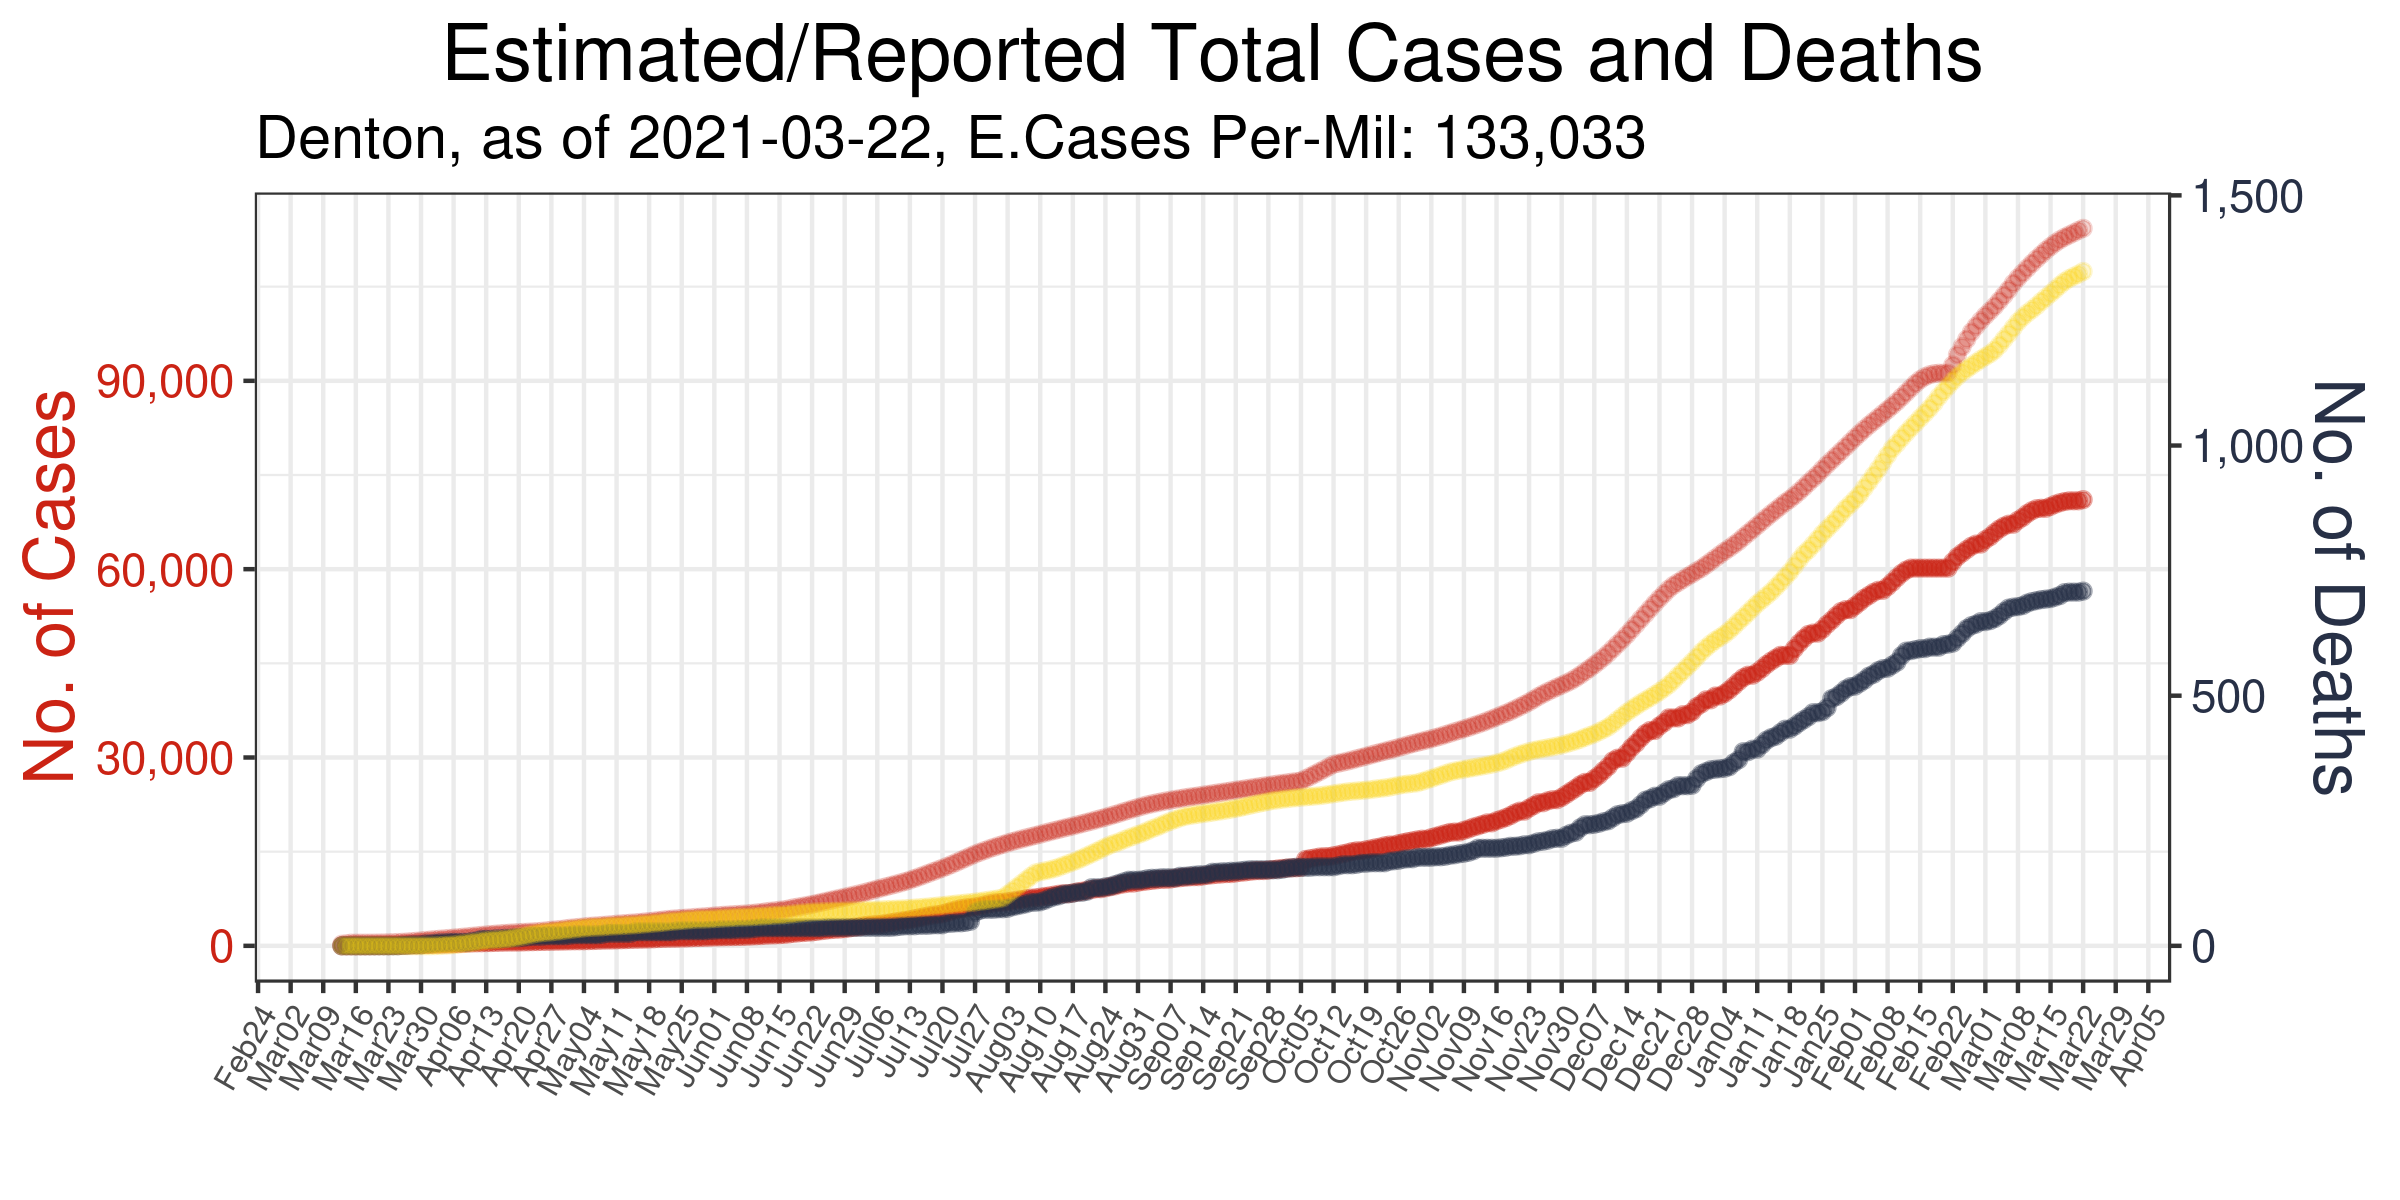 Estimated/Reported Total Cases and Deaths
Denton, as of 2021-03-22, E.Cases Per-Mil: 133,033
No. of Cases
90,000
60,000
30,000
0
1,500
1,000
500
0
No. of Deaths
Feb24
Mar02
Mar09
Mar16
Mar23
Mar30
Apr06
Apr13
Apr20
Apr27
May04
May11
May18
May25
Jun01
Jun08
Jun15
Jun22
Jun29
Jul06
Jul13
Jul20
Jul27
Aug03
Aug10
Aug17
Aug24
Aug31
Sep07
Sep14
Sep21
Sep28
Oct05
Oct12
Oct19
Oct26
Nov02
Nov09
Nov16
Nov23
Nov30
Dec07
Dec14
Dec21
Dec28
Jan04
Jan11
Jan18
Jan25
Feb01
Feb08
Feb15
Feb22
Mar01
Mar08
Mar15
Mar22
Mar29
Apr05